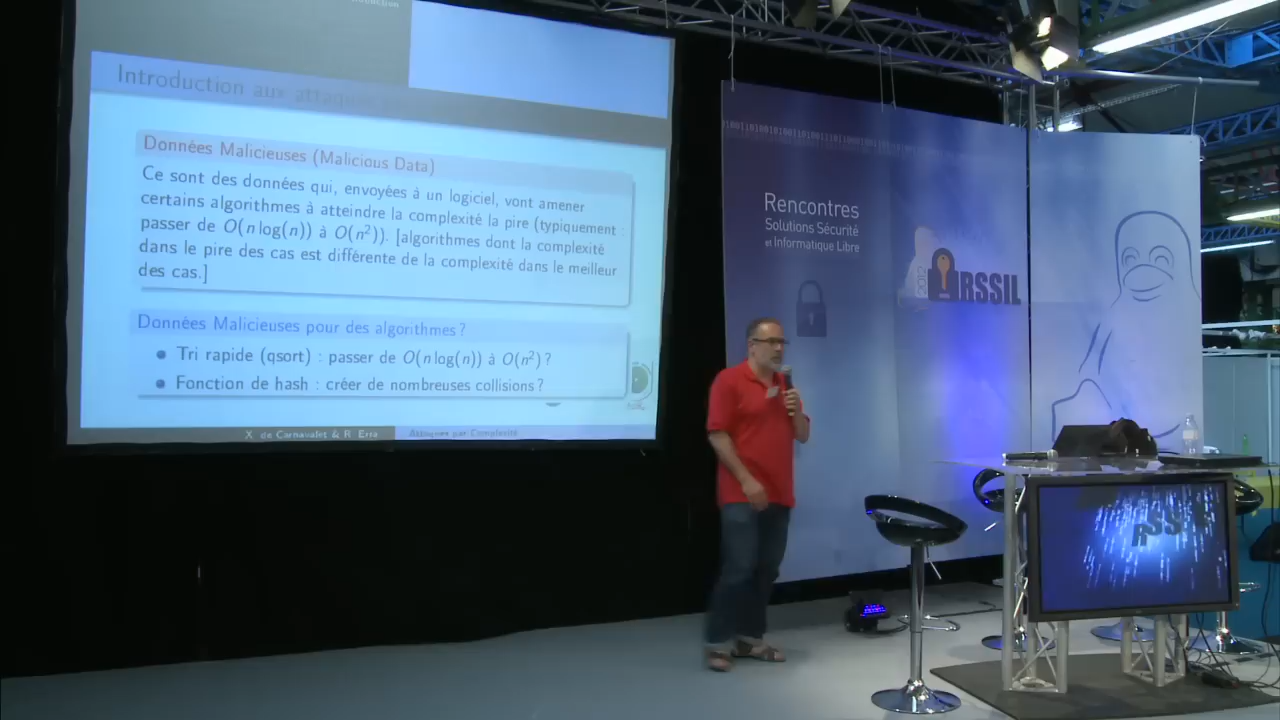 Introduction aux attaques
Données Malicieuses (Malicious Data)
Ce sont des données qui, envoyées à un logiciel, vont amener
certains algorithmes à atteindre la complexité la pire (typiquement :
passer de O(n log(n)) à O(n²)). [algorithmes dont la complexité
dans le pire des cas est différente de la complexité dans le meilleur
des cas.]
Données Malicieuses pour des algorithmes ?
Tri rapide (qsort) : passer de O(n log(n)) à O(n²) ?
Fonction de hash : créer de nombreuses collisions ?
X. de Carnavalet & R. Erra
Attaques par Complexité
Rencontres
Solutions Sécurité
et Informatique Libre
RSSIL
RSS